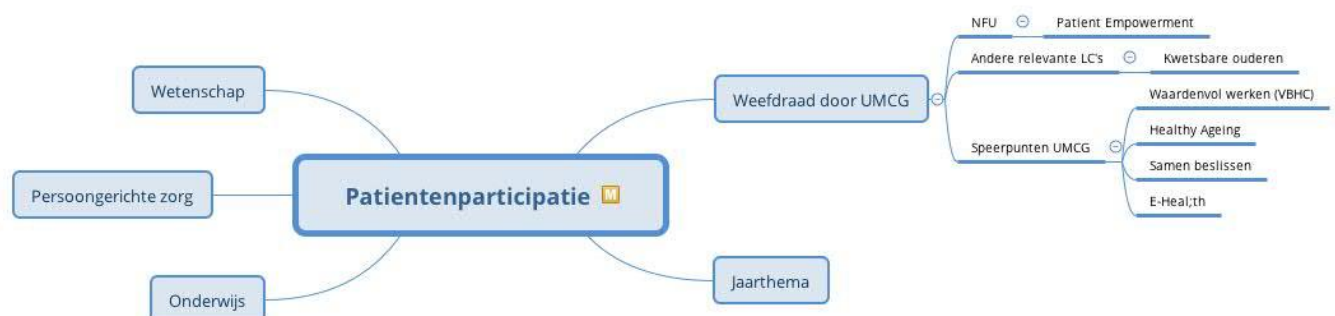 Wetenschap
Persoongerichte zorg
Onderwijs
Patientenparticipatie M
Weefdraad door UMCG
NFU
Patient Empowerment
Andere relevante LC's
Kwetsbare ouderen
Speerpunten UMCG
Waardenvol werken (VBHC)
Healthy Ageing
Samen beslissen
E-Heal;th
Jaarthema